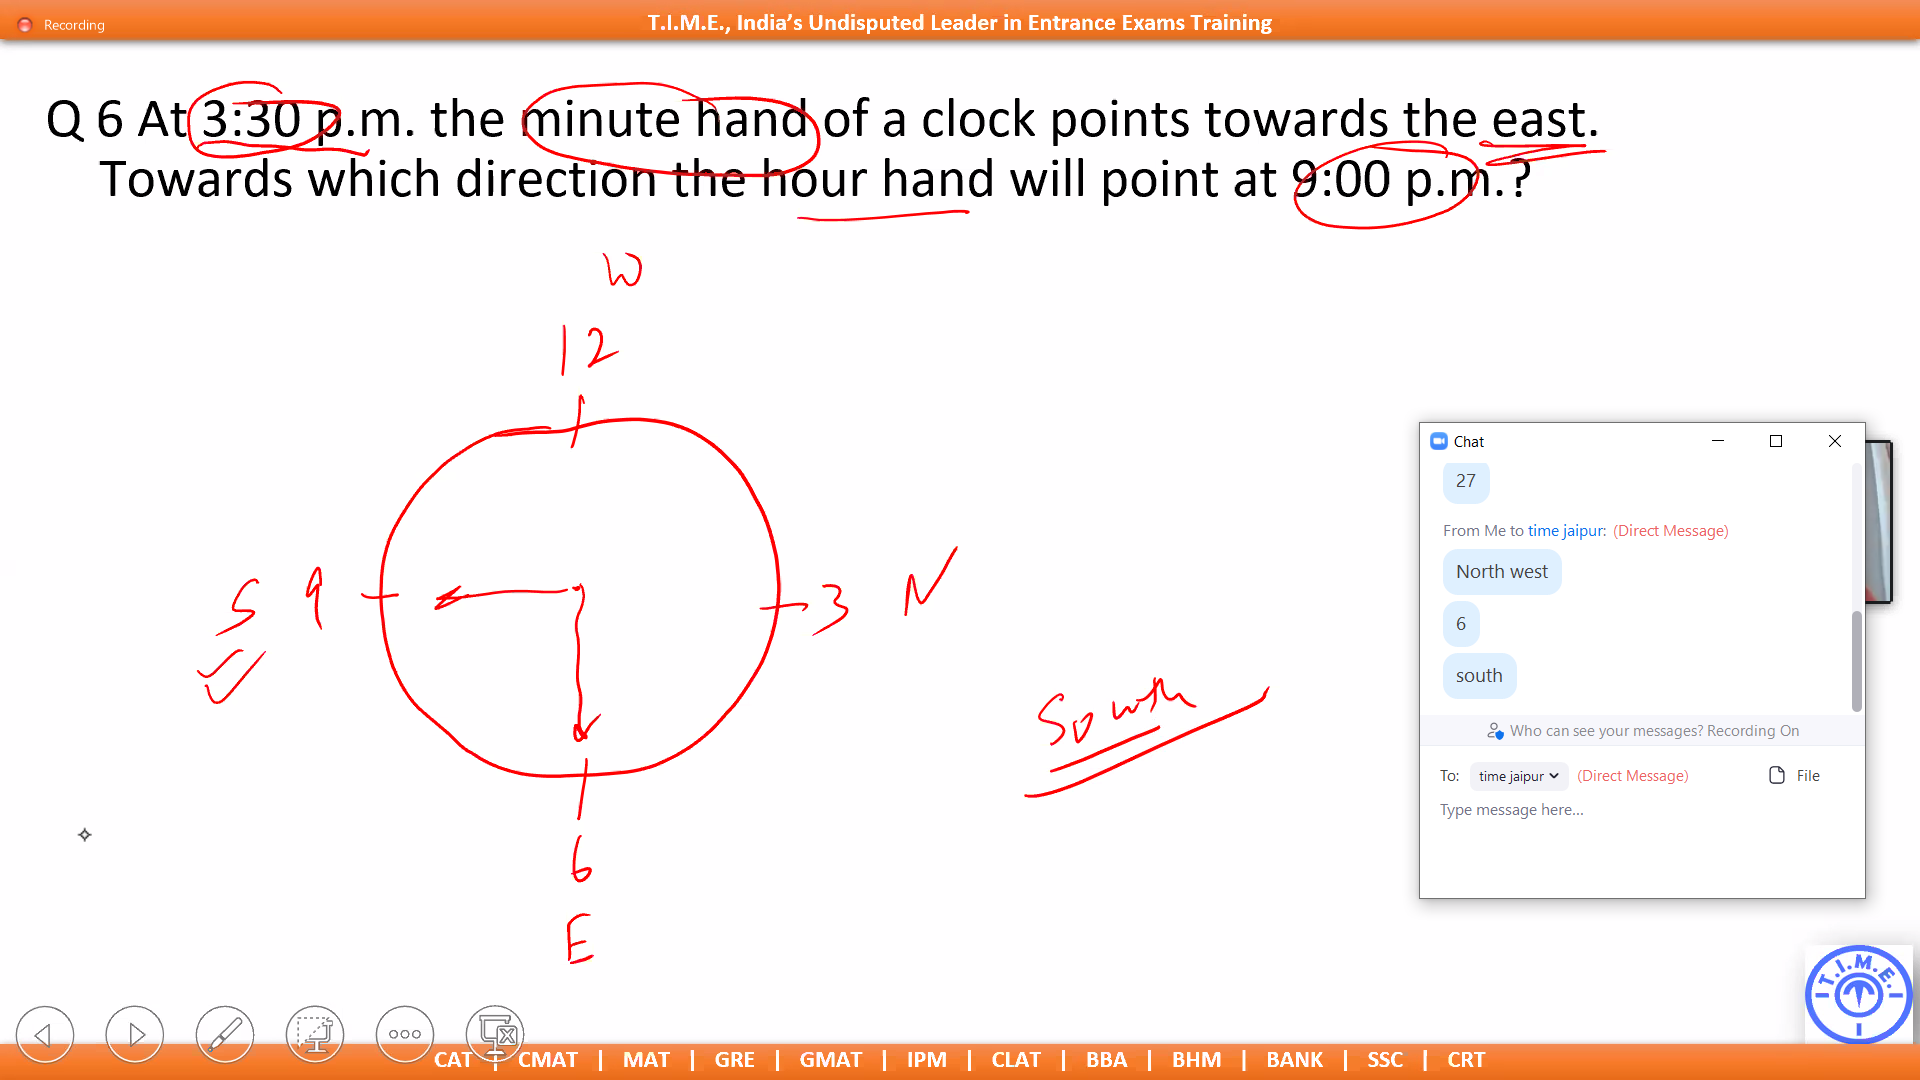 Recording
T.I.M.E., India’s Undisputed Leader in Entrance Exams Training
Q 6 At 3:30 p.m. the minute hand of a clock points towards the east.
Towards which direction the hour hand will point at 9:00 p.m.?
W
12
S 9
3 N
6
E
South
Chat
27
From Me to time jaipur: (Direct Message)
North west
6
south
Who can see your messages? Recording On
To: time jaipur (Direct Message) File
Type message here...
T.I.M.E.
CAT | CMAT | MAT | GRE | GMAT | IPM | CLAT | BBA | BHM | BANK | SSC | CRT